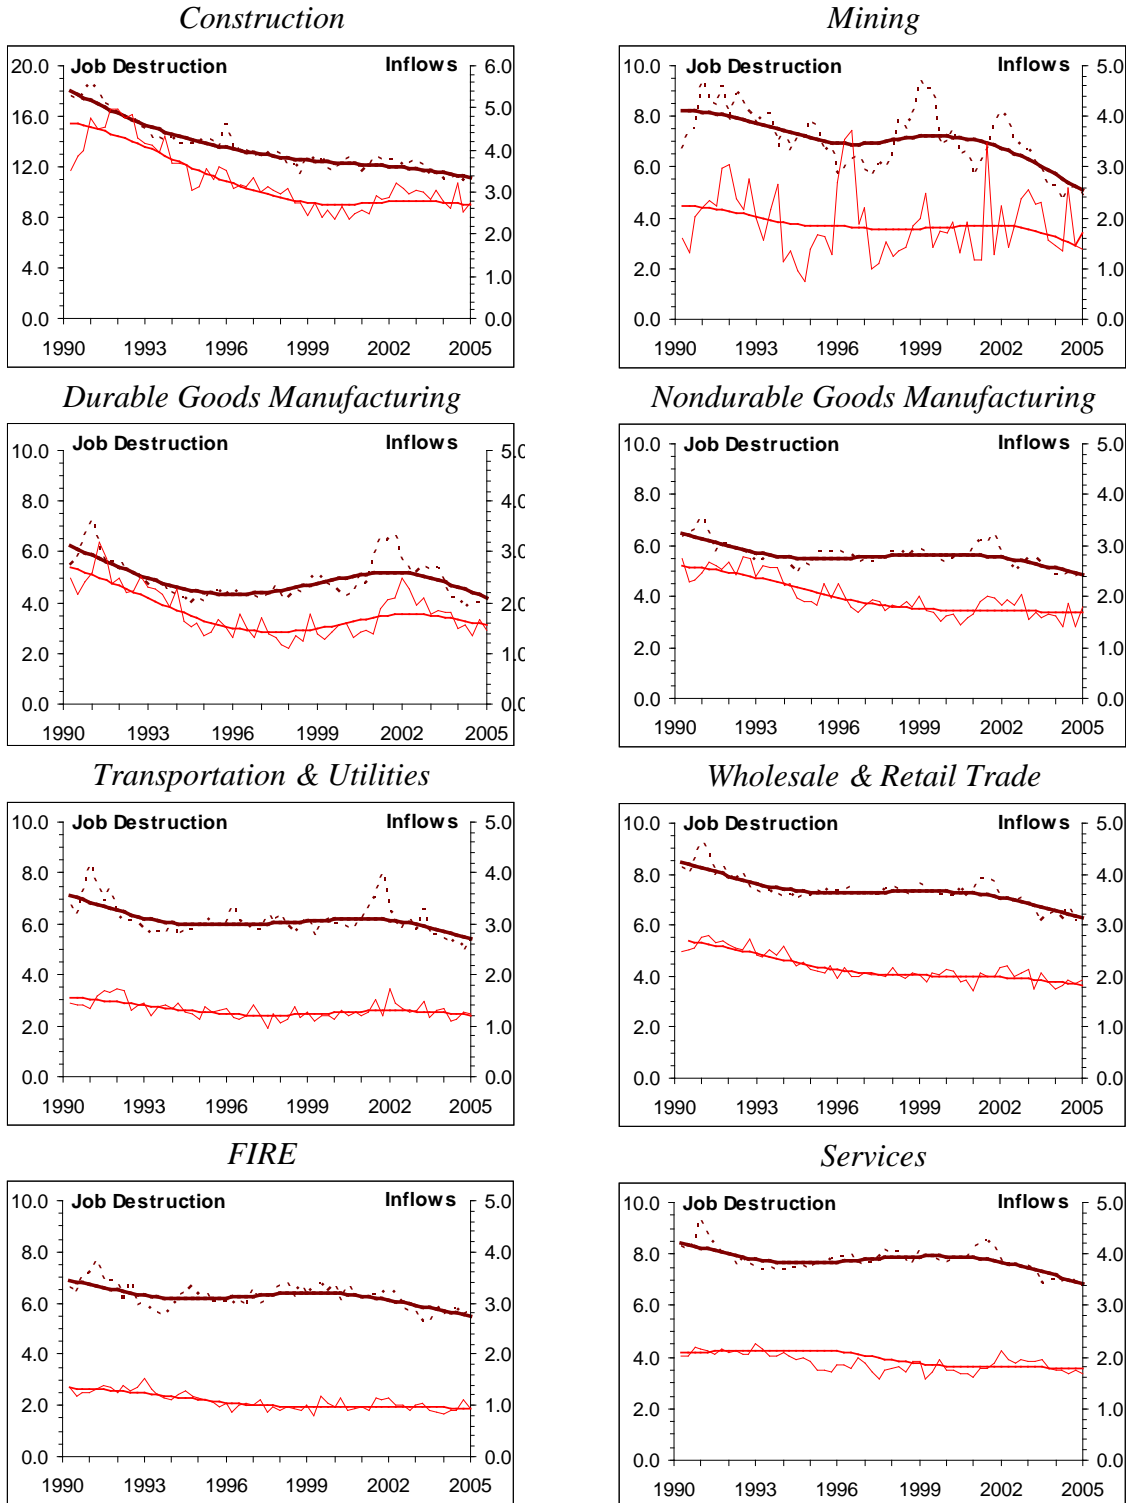 Construction
Mining
20.0 Job Destruction Inflows 6.0
16.0 5.0
12.0 4.0
8.0 3.0
4.0 2.0
0.0 1.0
0.0
1990 1993 1996 1999 2002 2005
10.0 Job Destruction Inflows 5.0
8.0 4.0
6.0 3.0
4.0 2.0
2.0 1.0
0.0 0.0
1990 1993 1996 1999 2002 2005
Durable Goods Manufacturing
Nondurable Goods Manufacturing
10.0 Job Destruction Inflows 5.0
8.0 4.0
6.0 3.0
4.0 2.0
2.0 1.0
0.0 0.0
1990 1993 1996 1999 2002 2005
10.0 Job Destruction Inflows 5.0
8.0 4.0
6.0 3.0
4.0 2.0
2.0 1.0
0.0 0.0
1990 1993 1996 1999 2002 2005
Transportation & Utilities
Wholesale & Retail Trade
10.0 Job Destruction Inflows 5.0
8.0 4.0
6.0 3.0
4.0 2.0
2.0 1.0
0.0 0.0
1990 1993 1996 1999 2002 2005
10.0 Job Destruction Inflows 5.0
8.0 4.0
6.0 3.0
4.0 2.0
2.0 1.0
0.0 0.0
1990 1993 1996 1999 2002 2005
FIRE
Services
10.0 Job Destruction Inflows 5.0
8.0 4.0
6.0 3.0
4.0 2.0
2.0 1.0
0.0 0.0
1990 1993 1996 1999 2002 2005
10.0 Job Destruction Inflows 5.0
8.0 4.0
6.0 3.0
4.0 2.0
2.0 1.0
0.0 0.0
1990 1993 1996 1999 2002 2005